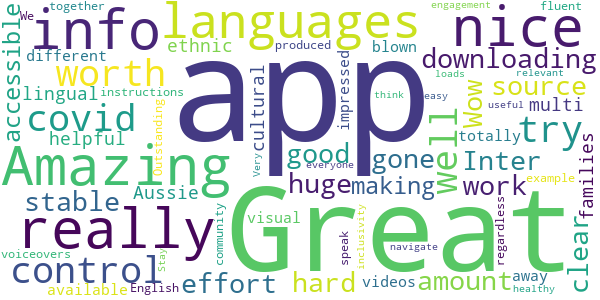 We together engagement fluent
info languages nice
ethnic produced blown
different downloading
accessible worth app source
lingual instructions cultural impressed loads relevant
Wow multi
covid think easy useful
helpful Outstanding totally try
Amazing Very good gone well Inter
everyone families
stable Aussie huge making work
example
really visual Great clear
community speak inclusivity navigate regardless
voiceovers control Stay effort hard videos amount away
available English healthy